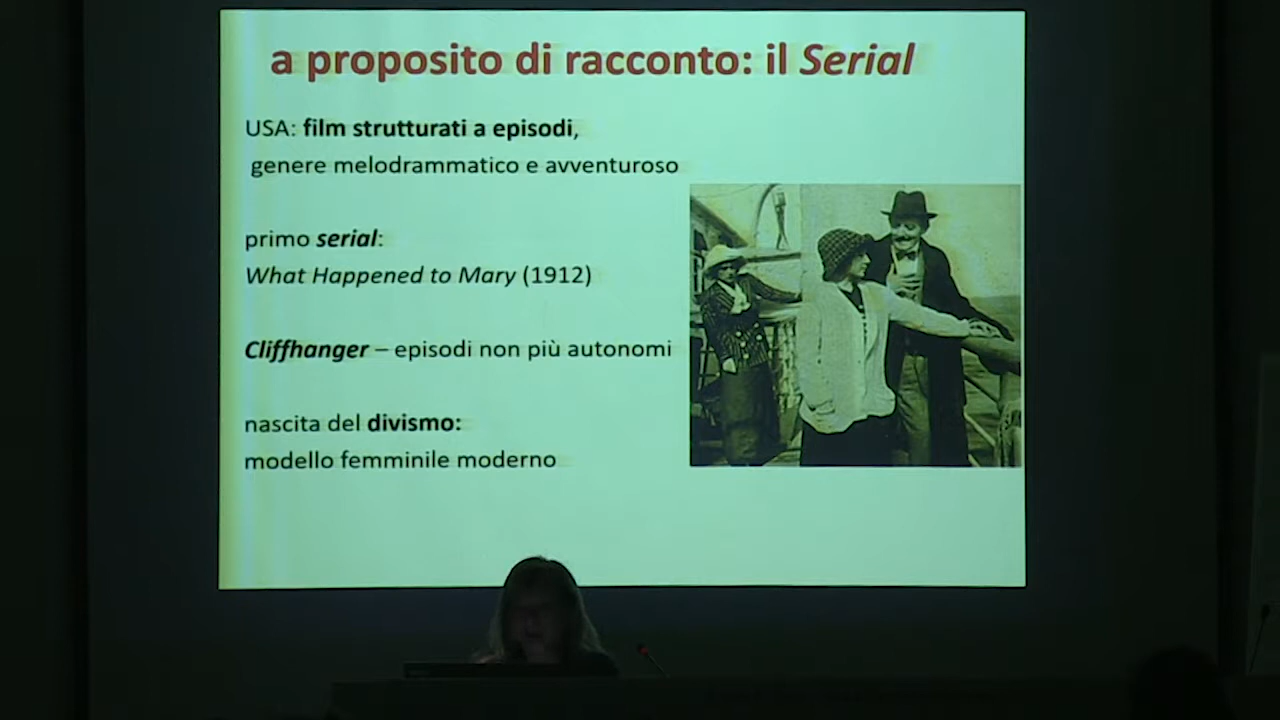 a proposito di racconto: il Serial
USA: film strutturati a episodi,
genere melodrammatico e avventuroso
primo serial:
What Happened to Mary (1912)
Cliffhanger – episodi non più autonomi
nascita del divismo:
modello femminile moderno